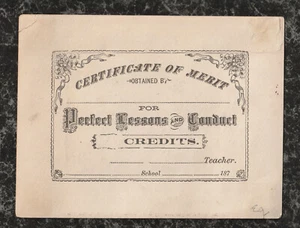 CERTIFICATE OF MERIT
OBTAINED BY
FOR
Perfect Lessons AND Conduct
CREDITS.
Teacher.
School 187